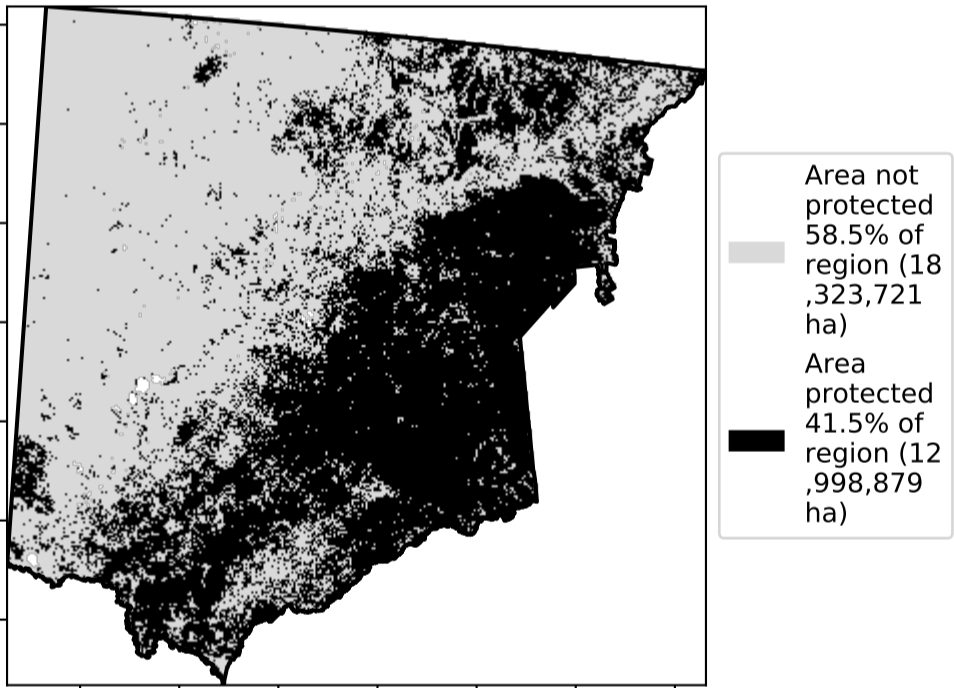 Area not
protected
58.5% of
region (18
,323,721
ha)
Area
protected
41.5% of
region (12
,998,879
ha)